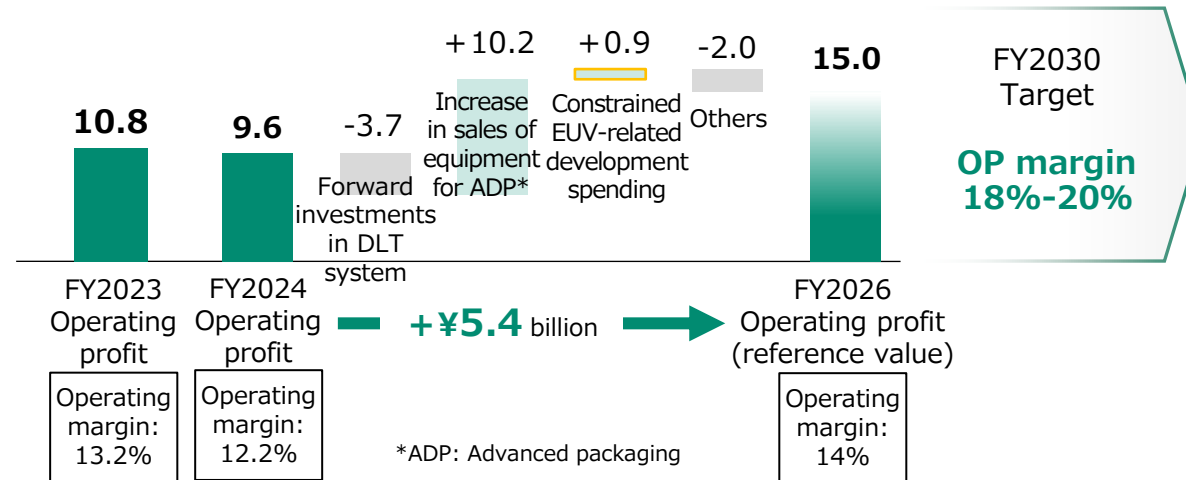 10.8
FY2023
Operating
profit
Operating
margin:
13.2%
9.6
FY2024
Operating
profit
Operating
margin:
12.2%
-3.7
Forward
investments
in DLT
system
+10.2
Increase
in sales of
equipment
for ADP*
+0.9
Constrained
EUV-related
development
spending
-2.0
Others
+¥5.4 billion
15.0
FY2026
Operating profit
(reference value)
Operating
margin:
14%
FY2030
Target
OP margin
18%-20%
*ADP: Advanced packaging